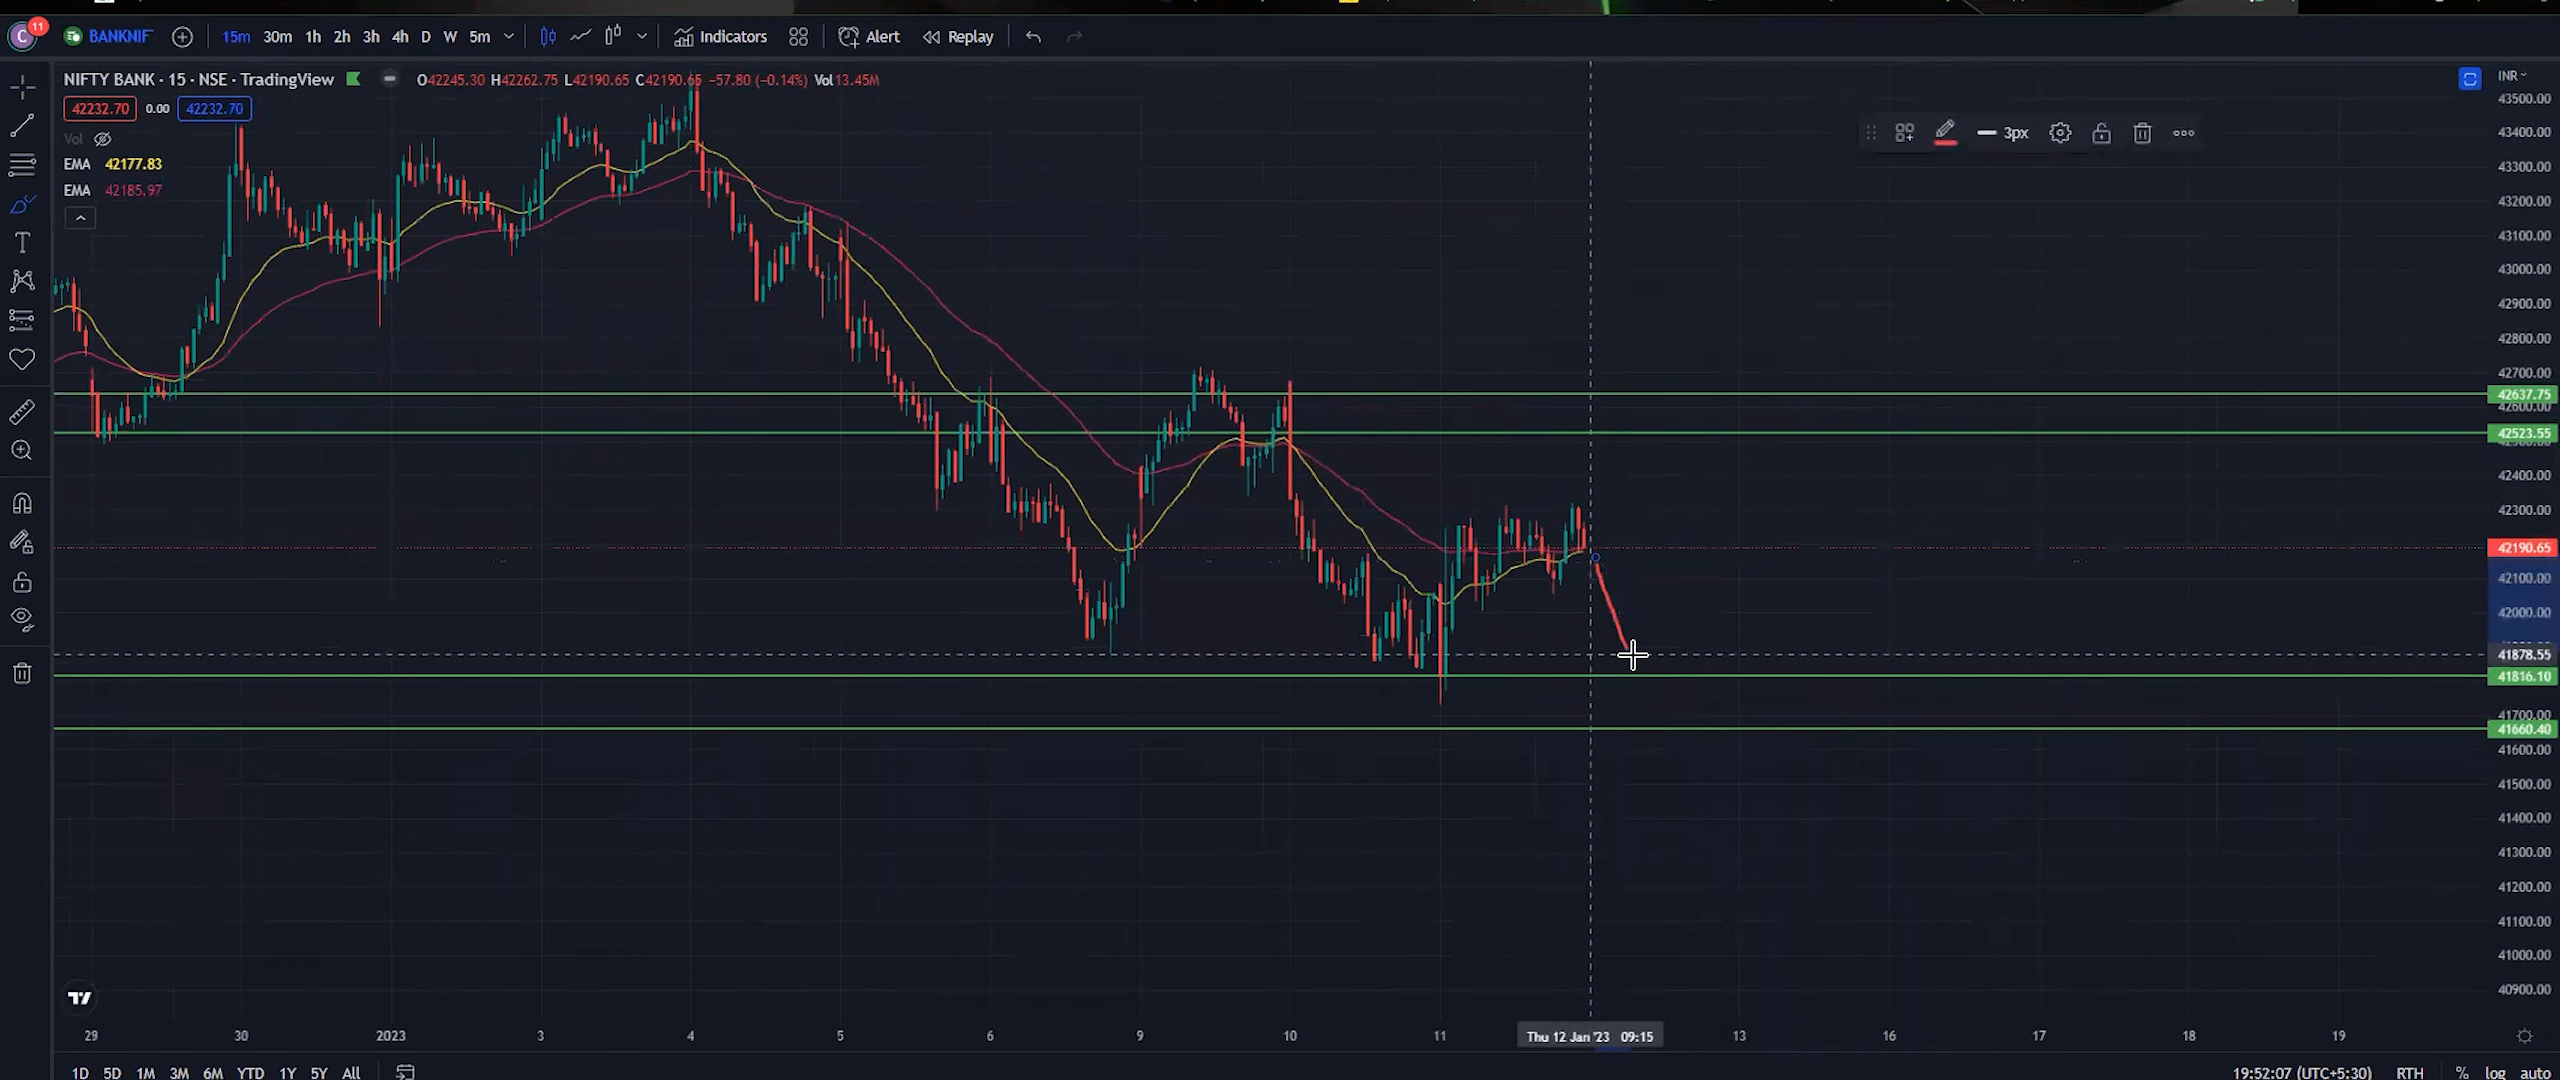 C 11 BANKNIF 15m 30m 1h 2h 3h 4h D W 5m Indicators Alert Replay
NIFTY BANK · 15 · NSE · TradingView O42245.30 H42262.75 L42190.65 C42190.65 −57.80 (−0.14%) Vol13.45M
INR
42232.70 0.00 42232.70
Vol
EMA 42177.83
EMA 42185.97
3px
43500.00
43400.00
43300.00
43200.00
43100.00
43000.00
42900.00
42800.00
42700.00
42637.75
42600.00
42523.55
42400.00
42300.00
42190.65
42100.00
42000.00
41878.55
41816.10
41700.00
41660.40
41600.00
41500.00
41400.00
41300.00
41200.00
41100.00
41000.00
40900.00
29 30 2023 3 4 5 6 9 10 11 Thu 12 Jan '23 09:15 13 16 17 18 19
1D 5D 1M 3M 6M YTD 1Y 5Y All 19:52:07 (UTC+5:30) RTH % log auto